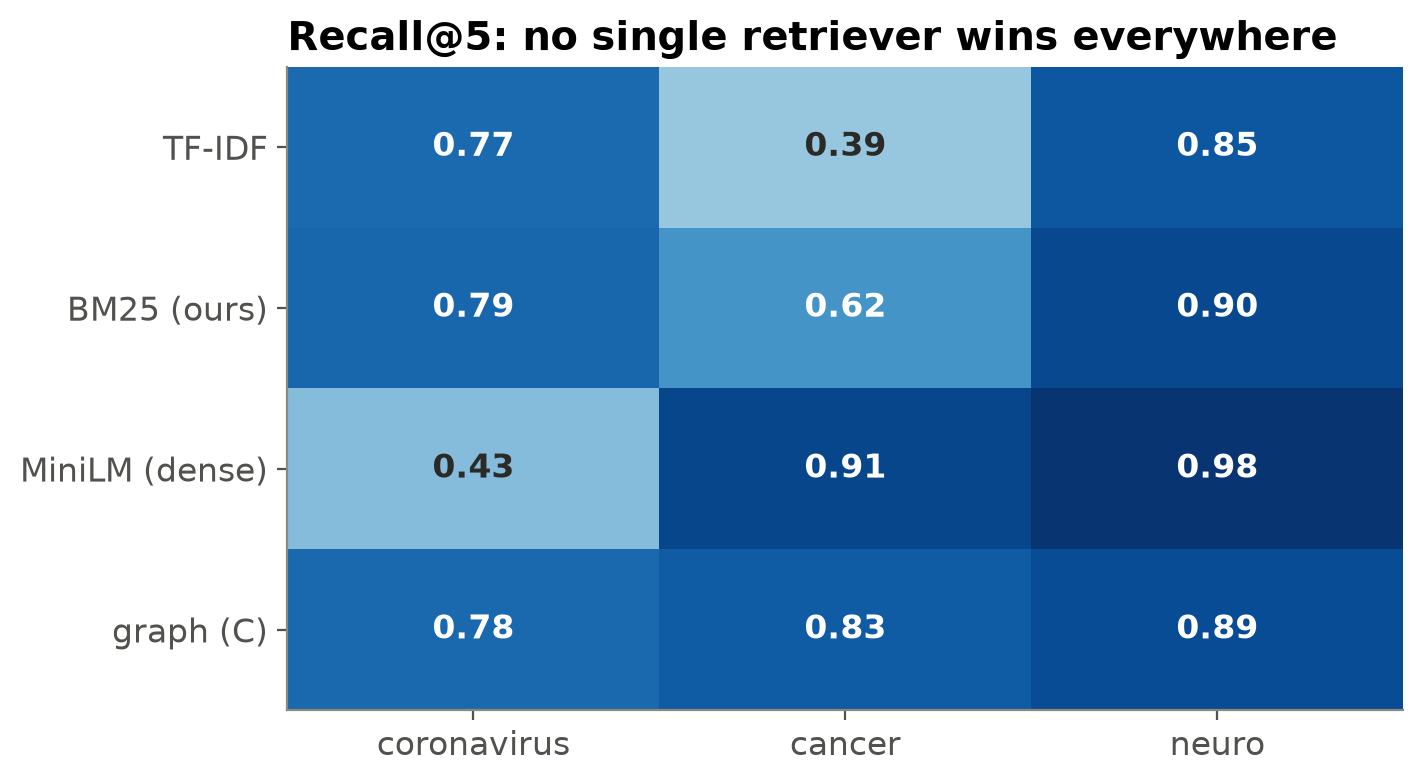 Recall@5: no single retriever wins everywhere
TF-IDF 0.77 0.39 0.85
BM25 (ours) 0.79 0.62 0.90
MiniLM (dense) 0.43 0.91 0.98
graph (C) 0.78 0.83 0.89
coronavirus cancer neuro